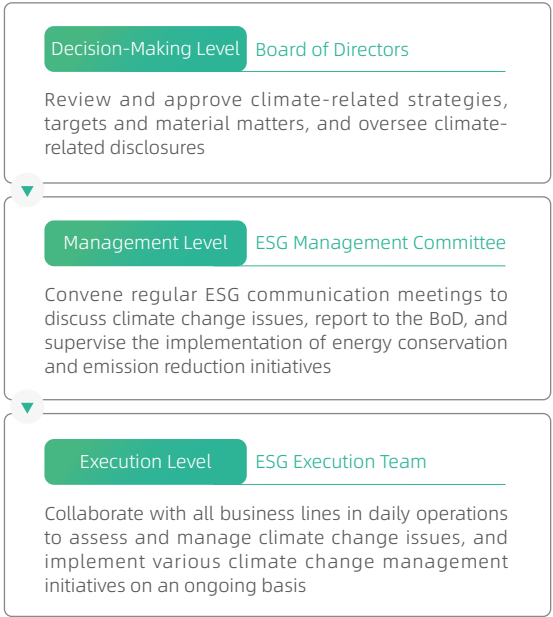 Decision-Making Level Board of Directors
Review and approve climate-related strategies,
targets and material matters, and oversee climate-
related disclosures
Management Level ESG Management Committee
Convene regular ESG communication meetings to
discuss climate change issues, report to the BoD, and
supervise the implementation of energy conservation
and emission reduction initiatives
Execution Level ESG Execution Team
Collaborate with all business lines in daily operations
to assess and manage climate change issues, and
implement various climate change management
initiatives on an ongoing basis